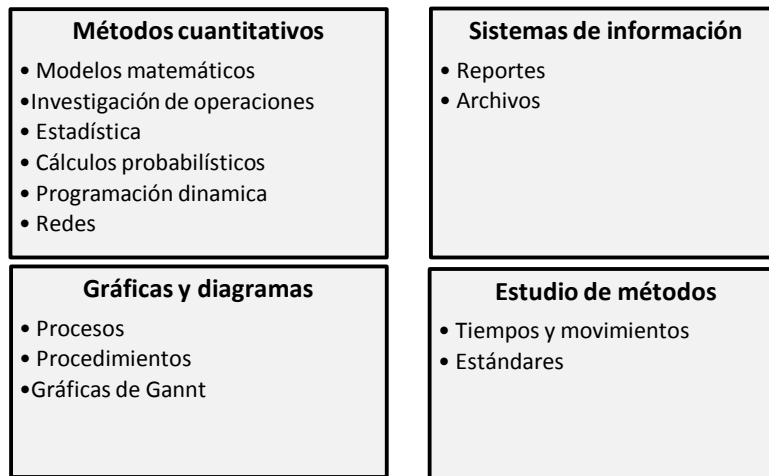 Métodos cuantitativos
• Modelos matemáticos
•Investigación de operaciones
• Estadística
• Cálculos probabilísticos
• Programación dinamica
• Redes
Sistemas de información
• Reportes
• Archivos
Gráficas y diagramas
• Procesos
• Procedimientos
•Gráficas de Gannt
Estudio de métodos
• Tiempos y movimientos
• Estándares